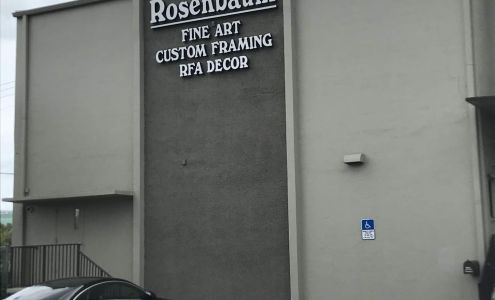 Rosenbaum
FINE ART
CUSTOM FRAMING
RFA DECOR